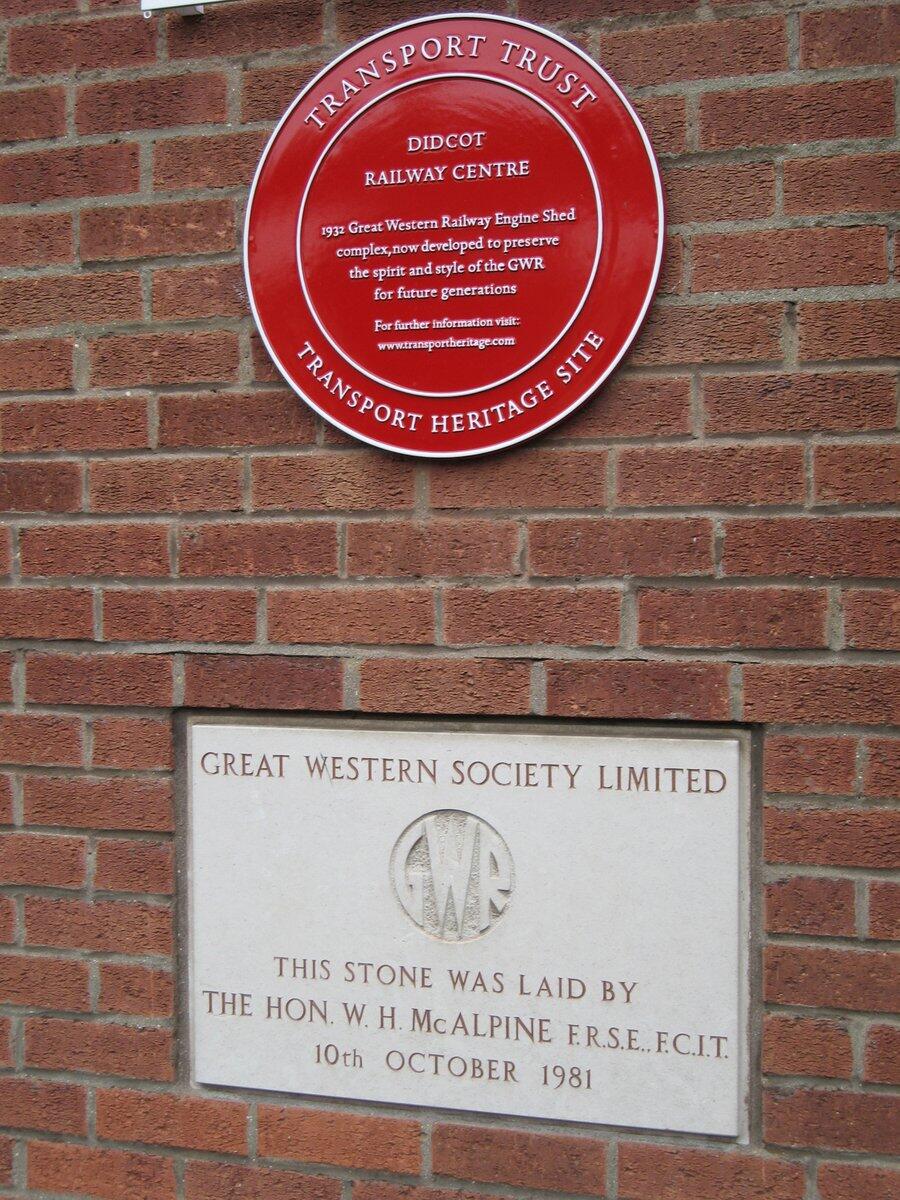 TRANSPORT TRUST
DIDCOT
RAILWAY CENTRE
1932 Great Western Railway Engine Shed
complex, now developed to preserve
the spirit and style of the GWR
for future generations
For further information visit:
www.transportheritage.com
TRANSPORT HERITAGE SITE
GREAT WESTERN SOCIETY LIMITED
GWR
THIS STONE WAS LAID BY
THE HON. W. H. McALPINE F.R.S.E., F.C.I.T.
10th OCTOBER 1981